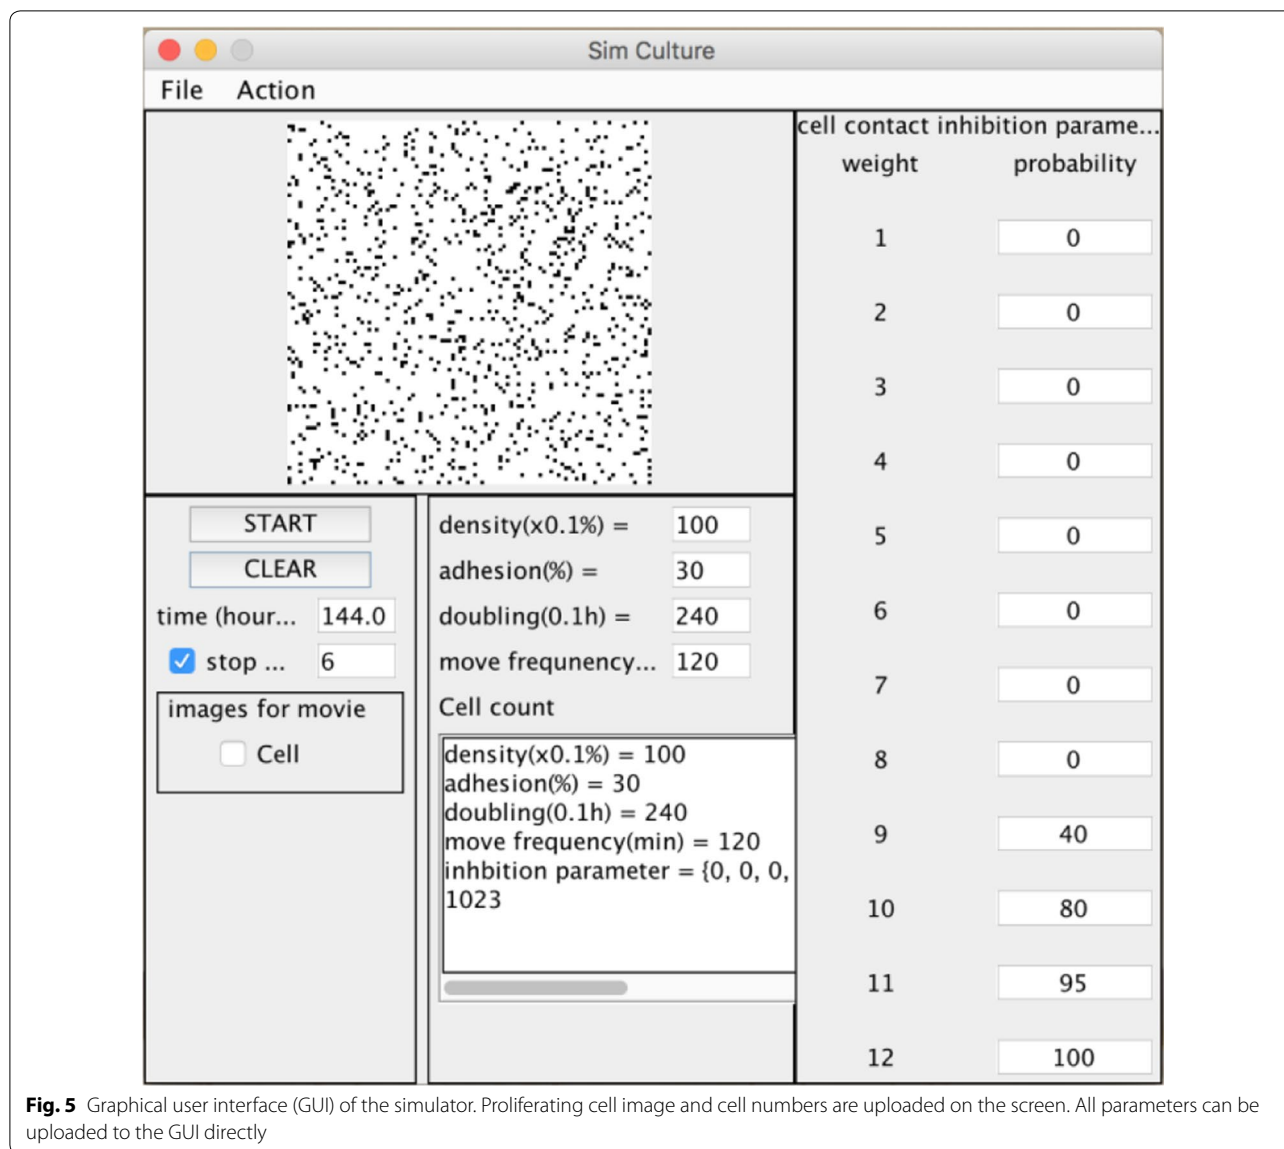 Sim Culture
File Action
START
CLEAR
time (hour... 144.0
stop ... 6
images for movie
Cell
density(x0.1%) = 100
adhesion(%) = 30
doubling(0.1h) = 240
move frequnency... 120
Cell count
density(x0.1%) = 100
adhesion(%) = 30
doubling(0.1h) = 240
move frequency(min) = 120
inhbition parameter = {0, 0, 0,
1023
cell contact inhibition parame...
weight probability
1 0
2 0
3 0
4 0
5 0
6 0
7 0
8 0
9 40
10 80
11 95
12 100
Fig. 5 Graphical user interface (GUI) of the simulator. Proliferating cell image and cell numbers are uploaded on the screen. All parameters can be
uploaded to the GUI directly